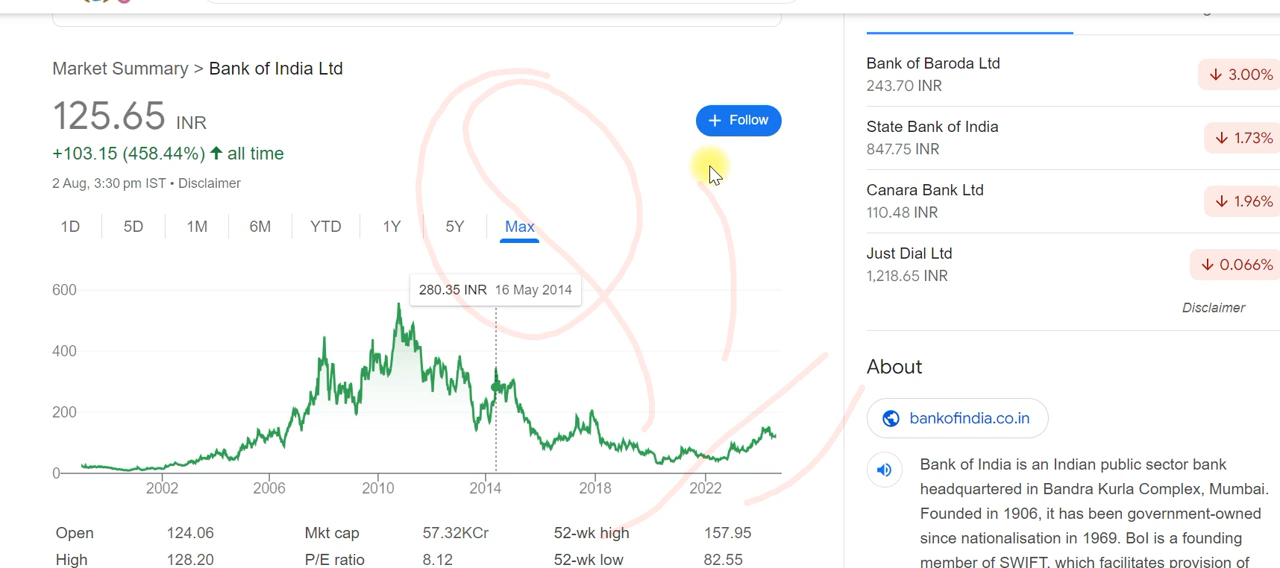 Market Summary > Bank of India Ltd
125.65 INR
+ Follow
+103.15 (458.44%) ↑ all time
2 Aug, 3:30 pm IST • Disclaimer
1D 5D 1M 6M YTD 1Y 5Y Max
280.35 INR 16 May 2014
600
400
200
0
2002 2006 2010 2014 2018 2022
Open 124.06 Mkt cap 57.32KCr 52-wk high 157.95
High 128.20 P/E ratio 8.12 52-wk low 82.55
Bank of Baroda Ltd
243.70 INR
↓ 3.00%
State Bank of India
847.75 INR
↓ 1.73%
Canara Bank Ltd
110.48 INR
↓ 1.96%
Just Dial Ltd
1,218.65 INR
↓ 0.066%
Disclaimer
About
bankofindia.co.in
Bank of India is an Indian public sector bank
headquartered in Bandra Kurla Complex, Mumbai.
Founded in 1906, it has been government-owned
since nationalisation in 1969. BoI is a founding
member of SWIFT, which facilitates provision of